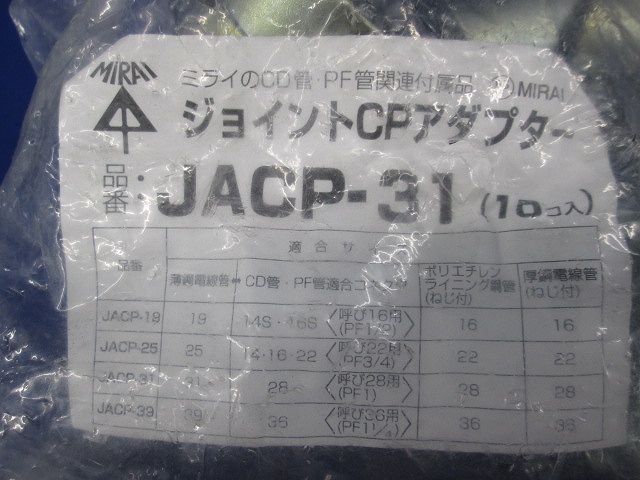 MIRAI
ミライのCD管・PF管関連付属品 MIRAI
ジョイントCPアダプター
品番: JACP-31 (10コ入)
適合サイ
品番 薄鋼電線管 CD管・PF管適合コ ポリエチレンライニング鋼管(ねじ付) 厚鋼電線管(ねじ付)
JACP-19 19 14S・16S 〈呼び16用(PF1/2)〉 16 16
JACP-25 25 14・16・22 〈呼び22用(PF3/4)〉 22 22
JACP-31 31 28 〈呼び28用(PF1)〉 28 28
JACP-39 39 36 〈呼び36用(PF1 1/4)〉 36 36